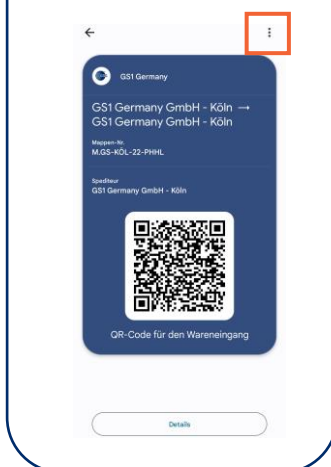 GS1 Germany
GS1 Germany GmbH - Köln →
GS1 Germany GmbH - Köln
Mappen-Nr.
M.GS-KÖL-22-PHHL
Spediteur
GS1 Germany GmbH - Köln
QR-Code für den Wareneingang
Details